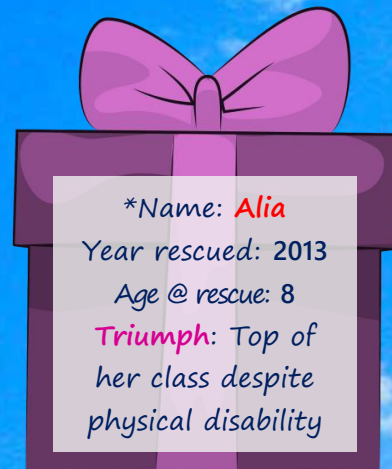 *Name: Alia
Year rescued: 2013
Age @ rescue: 8
Triumph: Top of
her class despite
physical disability